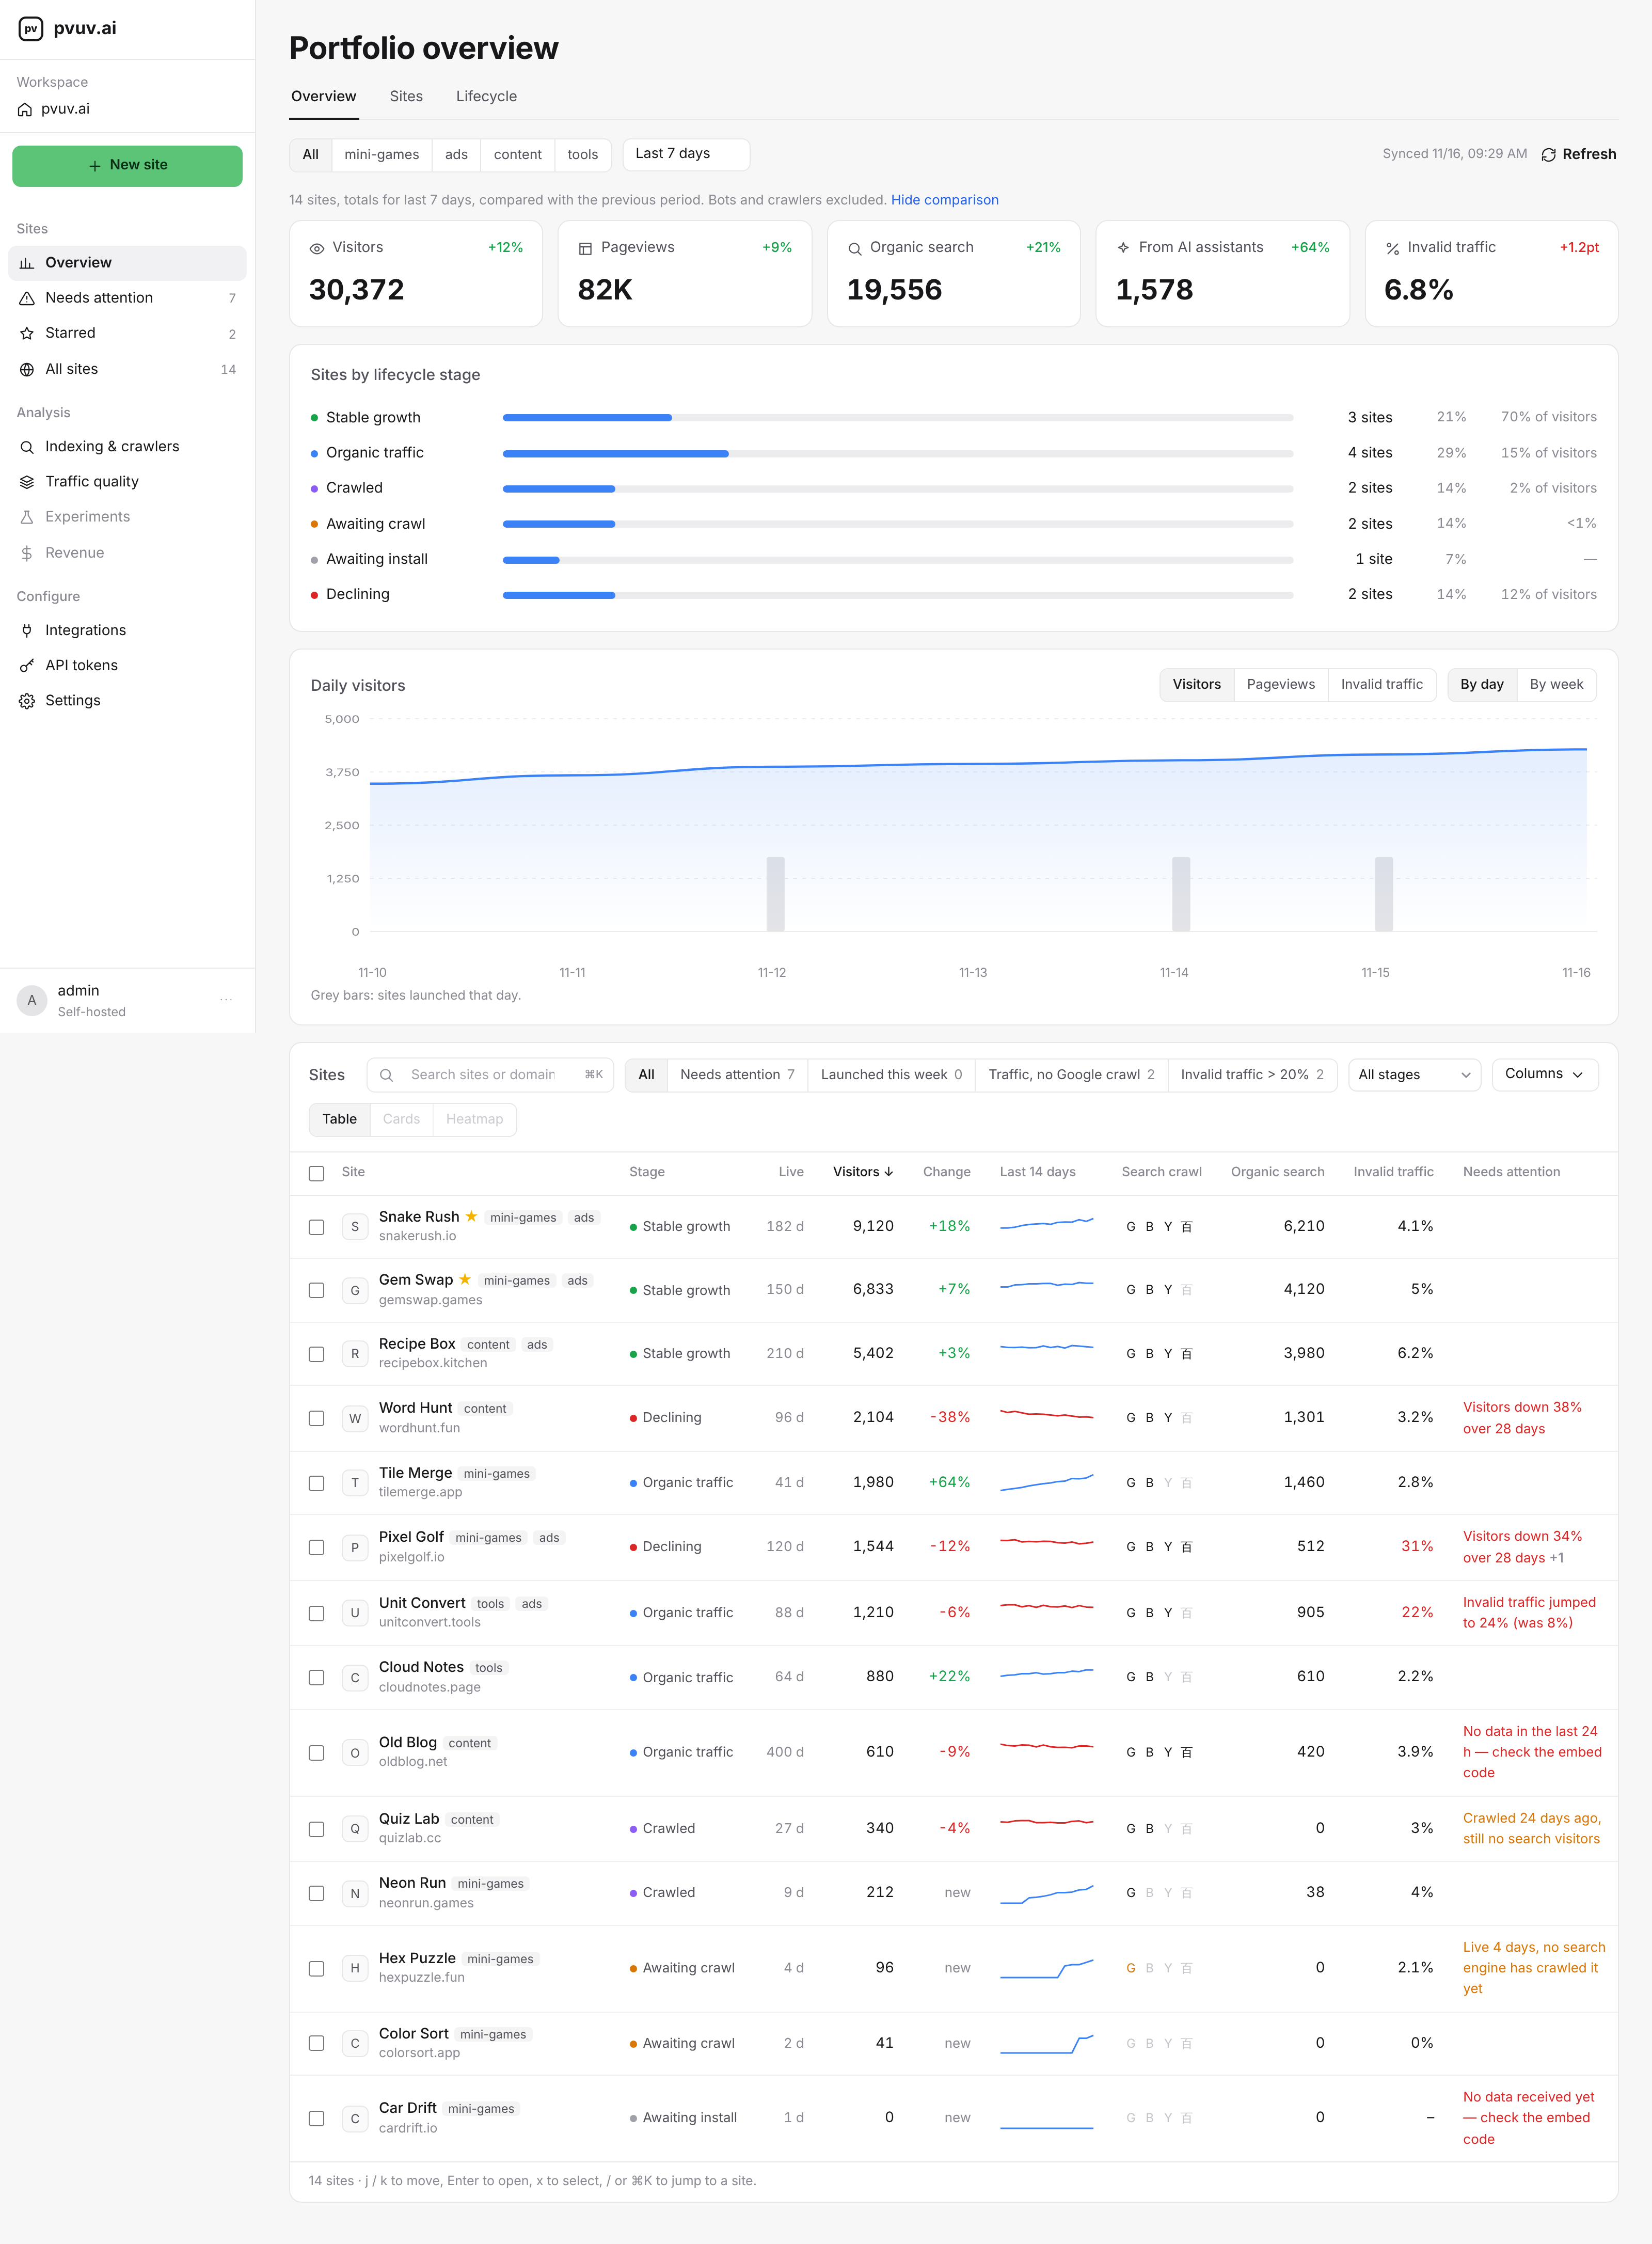 pv pvuv.ai
Workspace
pvuv.ai
+ New site
Sites
Overview
Needs attention 7
Starred 2
All sites 14
Analysis
Indexing & crawlers
Traffic quality
Experiments
Revenue
Configure
Integrations
API tokens
Settings
A admin ...
Self-hosted
Portfolio overview
Overview Sites Lifecycle
All mini-games ads content tools Last 7 days Synced 11/16, 09:29 AM Refresh
14 sites, totals for last 7 days, compared with the previous period. Bots and crawlers excluded. Hide comparison
Visitors +12%
30,372
Pageviews +9%
82K
Organic search +21%
19,556
From AI assistants +64%
1,578
Invalid traffic +1.2pt
6.8%
Sites by lifecycle stage
Stable growth 3 sites 21% 70% of visitors
Organic traffic 4 sites 29% 15% of visitors
Crawled 2 sites 14% 2% of visitors
Awaiting crawl 2 sites 14% <1%
Awaiting install 1 site 7% —
Declining 2 sites 14% 12% of visitors
Daily visitors Visitors Pageviews Invalid traffic By day By week
5,000
3,750
2,500
1,250
0
11-10 11-11 11-12 11-13 11-14 11-15 11-16
Grey bars: sites launched that day.
Sites Search sites or domain ⌘K All Needs attention 7 Launched this week 0 Traffic, no Google crawl 2 Invalid traffic > 20% 2 All stages Columns
Table Cards Heatmap
Site Stage Live Visitors ↓ Change Last 14 days Search crawl Organic search Invalid traffic Needs attention
S Snake Rush ★ mini-games ads Stable growth 182 d 9,120 +18% G B Y 百 6,210 4.1%
snakerush.io
G Gem Swap ★ mini-games ads Stable growth 150 d 6,833 +7% G B Y 百 4,120 5%
gemswap.games
R Recipe Box content ads Stable growth 210 d 5,402 +3% G B Y 百 3,980 6.2%
recipebox.kitchen
W Word Hunt content Declining 96 d 2,104 -38% G B Y 百 1,301 3.2% Visitors down 38%
wordhunt.fun over 28 days
T Tile Merge mini-games Organic traffic 41 d 1,980 +64% G B Y 百 1,460 2.8%
tilemerge.app
P Pixel Golf mini-games ads Declining 120 d 1,544 -12% G B Y 百 512 31% Visitors down 34%
pixelgolf.io over 28 days +1
U Unit Convert tools ads Organic traffic 88 d 1,210 -6% G B Y 百 905 22% Invalid traffic jumped
unitconvert.tools to 24% (was 8%)
C Cloud Notes tools Organic traffic 64 d 880 +22% G B Y 百 610 2.2%
cloudnotes.page
O Old Blog content Organic traffic 400 d 610 -9% G B Y 百 420 3.9% No data in the last 24
oldblog.net h — check the embed
code
Q Quiz Lab content Crawled 27 d 340 -4% G B Y 百 0 3% Crawled 24 days ago,
quizlab.cc still no search visitors
N Neon Run mini-games Crawled 9 d 212 new G B Y 百 38 4%
neonrun.games
H Hex Puzzle mini-games Awaiting crawl 4 d 96 new G B Y 百 0 2.1% Live 4 days, no search
hexpuzzle.fun engine has crawled it
yet
C Color Sort mini-games Awaiting crawl 2 d 41 new G B Y 百 0 0%
colorsort.app
C Car Drift mini-games Awaiting install 1 d 0 new G B Y 百 0 – No data received yet
cardrift.io — check the embed
code
14 sites · j / k to move, Enter to open, x to select, / or ⌘K to jump to a site.